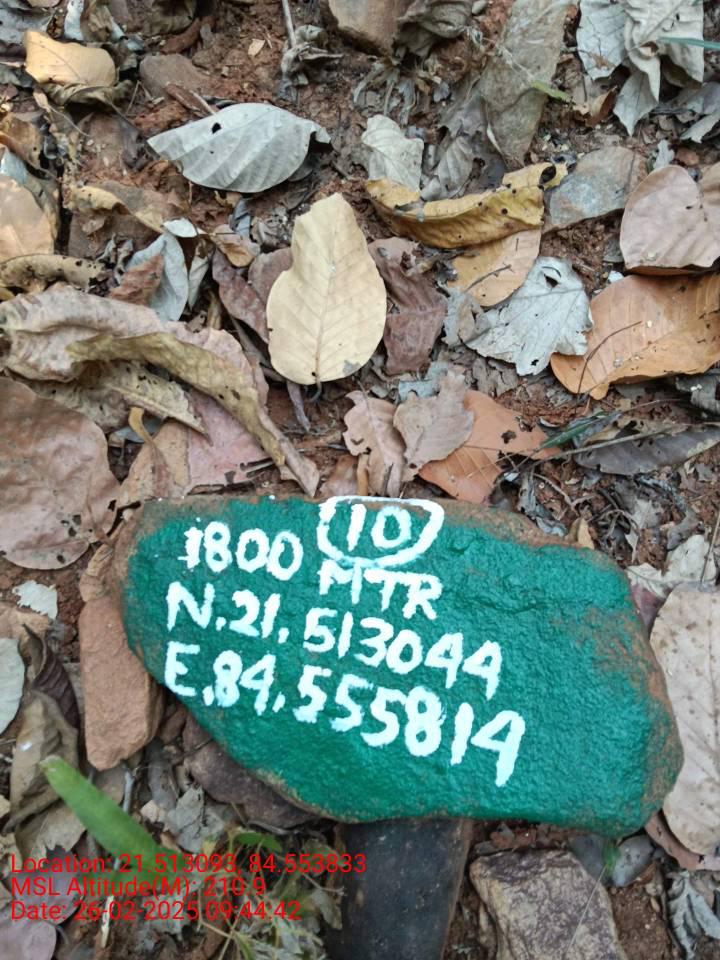 10
1800 MTR
N.21.513044
E.84.555814
Location: 21.513093, 84.553833
MSL Altitude(M): 210.9
Date: 26-02-2025 09:44:42